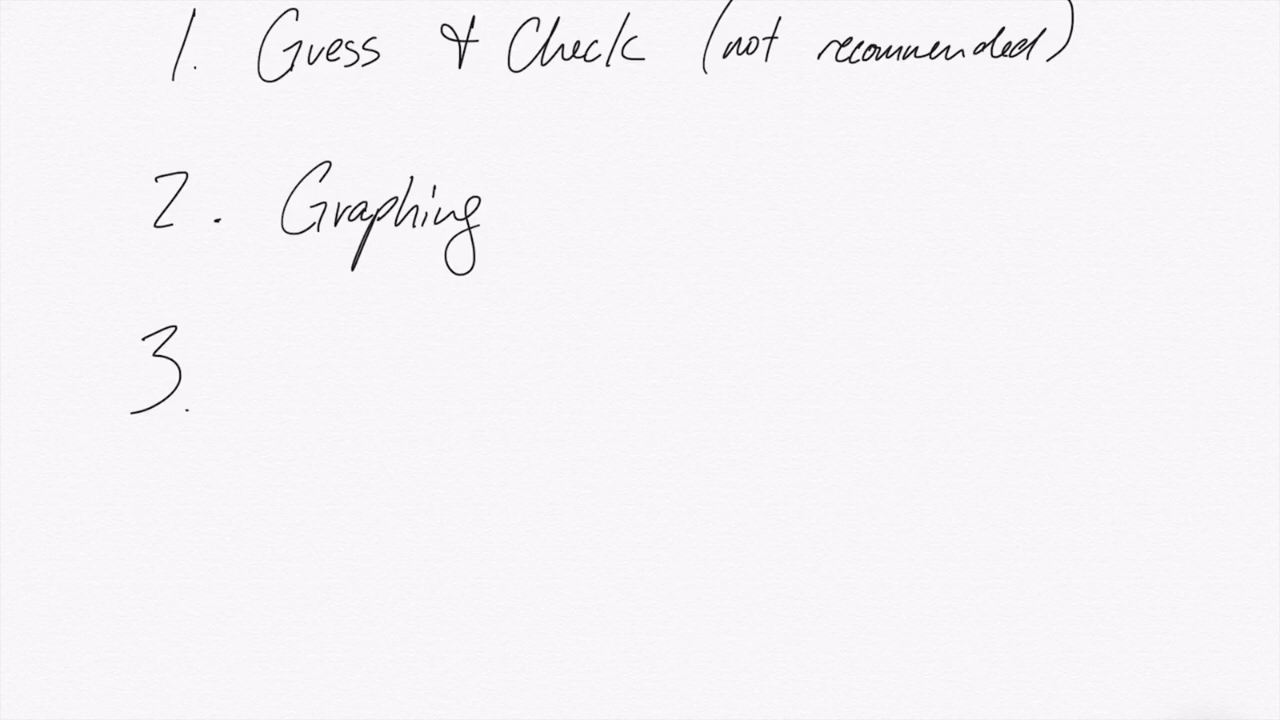 1. Guess & Check (not recommended)
2. Graphing
3.